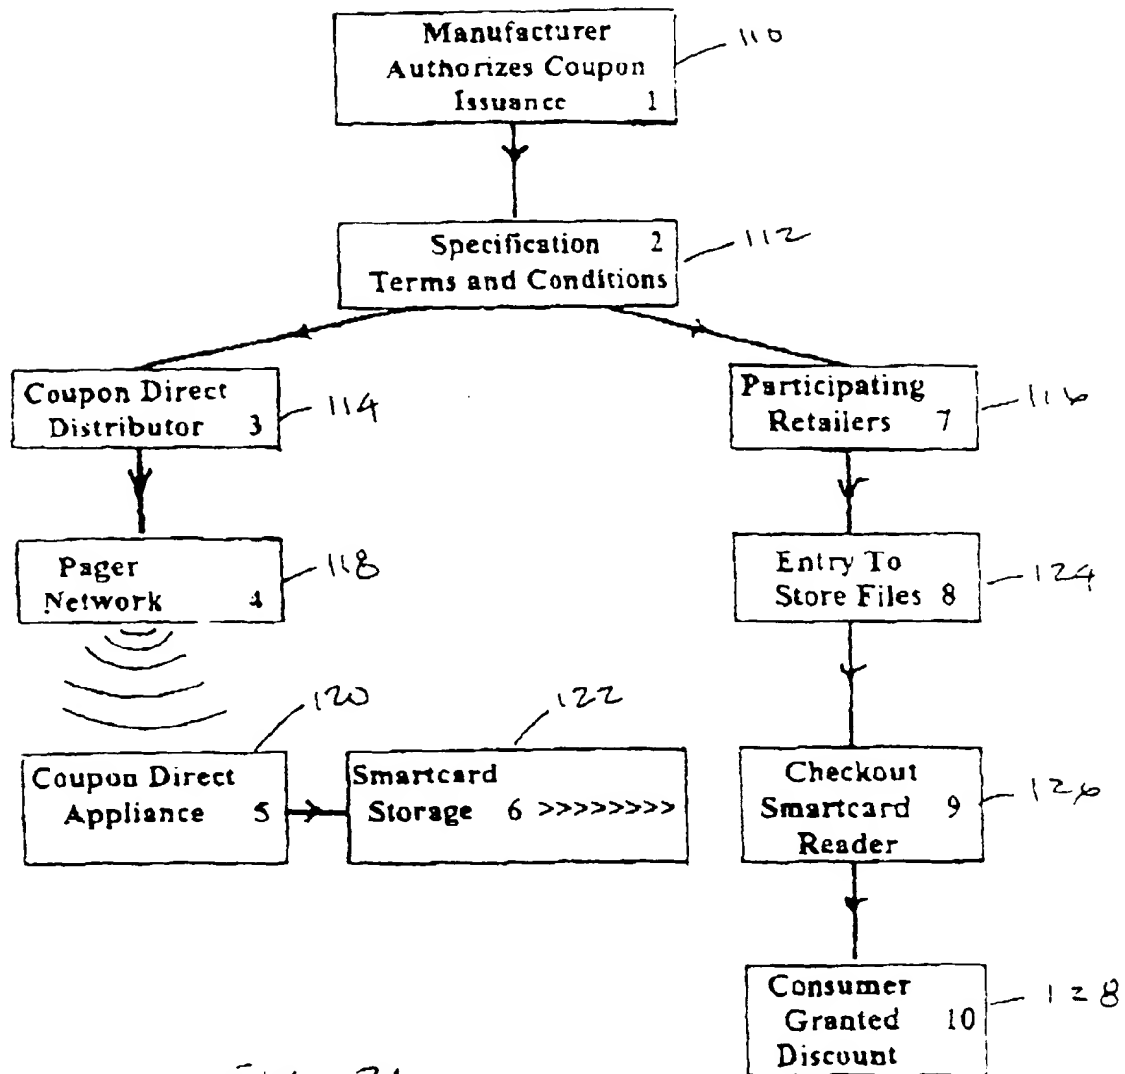 Manufacturer
Authorizes Coupon
Issuance 1
110
Specification 2
Terms and Conditions
112
Coupon Direct
Distributor 3
114
Participating
Retailers 7
116
Pager
Network 4
118
Entry To
Store Files 8
124
120
122
Coupon Direct
Appliance 5
Smartcard
Storage 6 >>>>>>>>
Checkout
Smartcard 9
Reader
126
Consumer
Granted 10
Discount
128